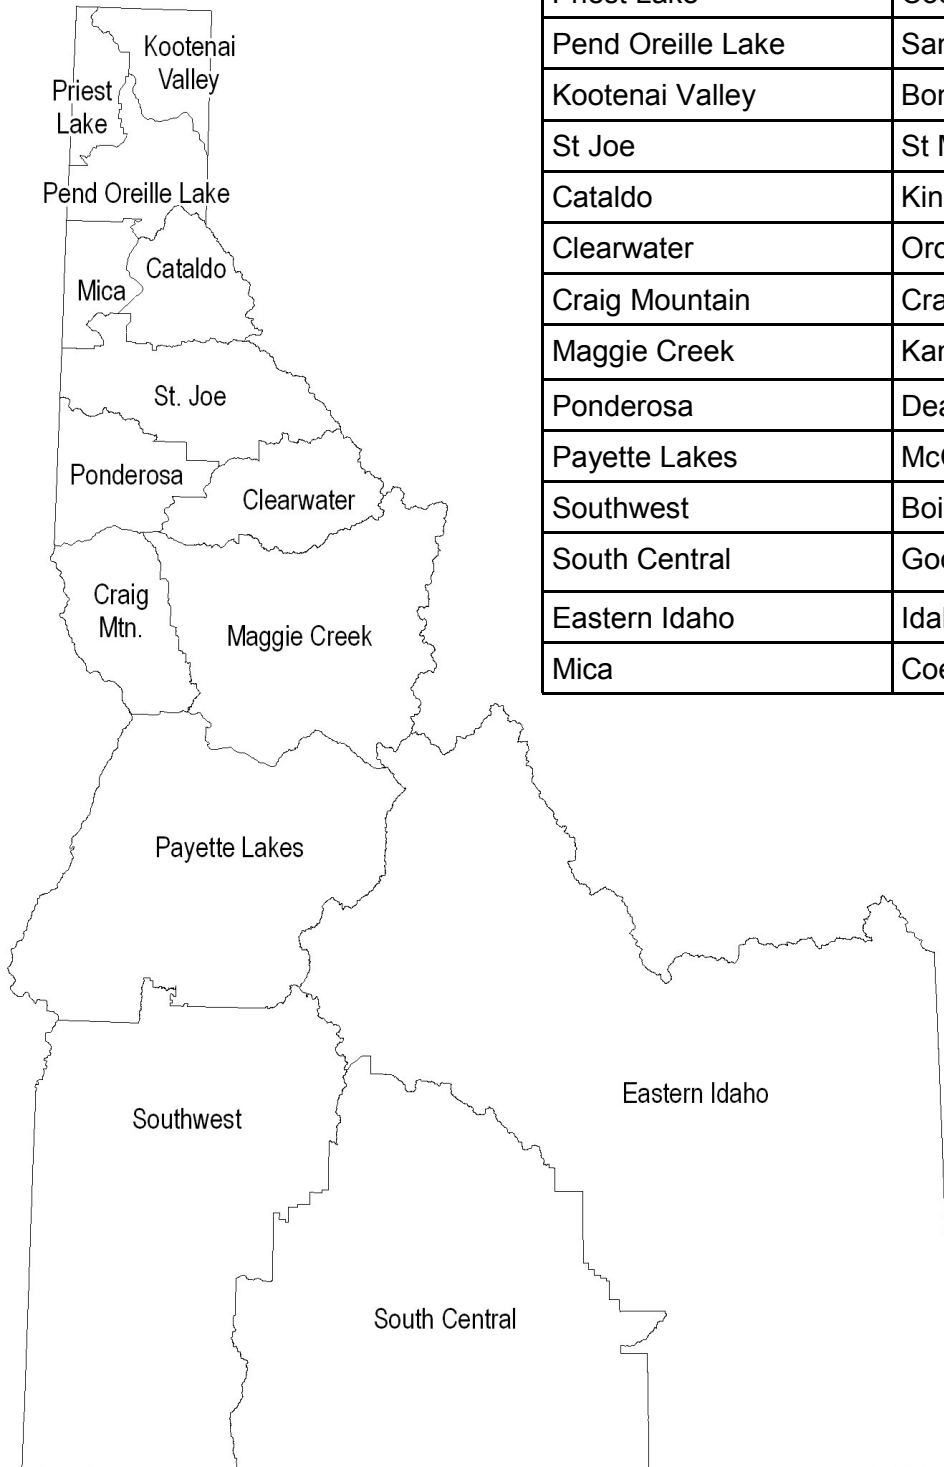 Kootenai
Valley
Priest
Lake
Pend Oreille Lake
Cataldo
Mica
St. Joe
Ponderosa
Clearwater
Craig
Mtn.
Maggie Creek
Payette Lakes
Eastern Idaho
Southwest
South Central
Pend Oreille Lake
Kootenai Valley
St Joe
Cataldo
Clearwater
Craig Mountain
Maggie Creek
Ponderosa
Payette Lakes
Southwest
South Central
Eastern Idaho
Mica